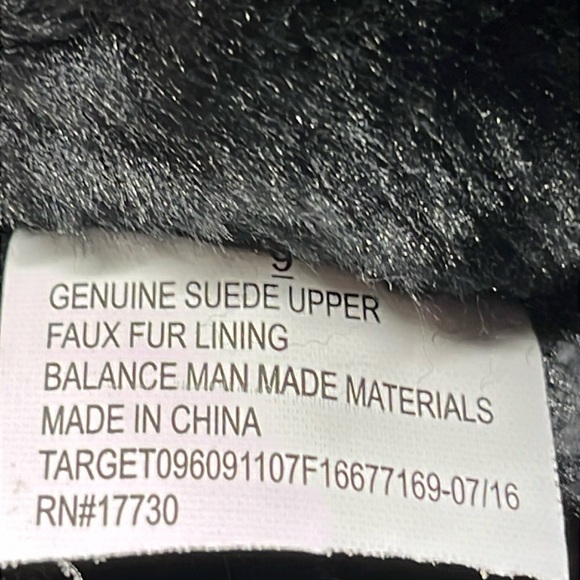 9
GENUINE SUEDE UPPER
FAUX FUR LINING
BALANCE MAN MADE MATERIALS
MADE IN CHINA
TARGET096091107F16677169-07/16
RN#17730